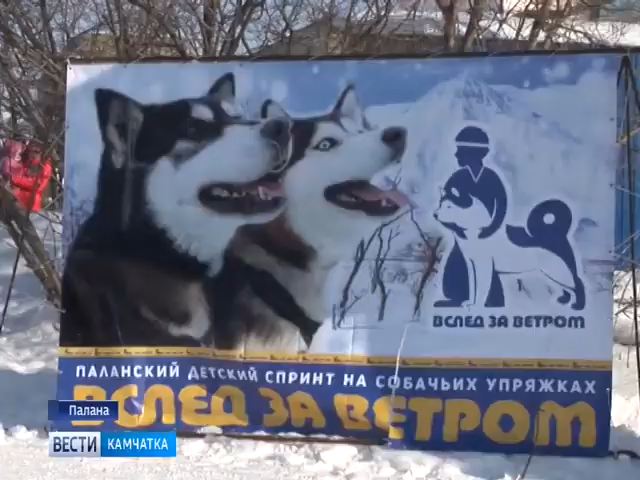 ВСЛЕД ЗА ВЕТРОМ
ПАЛАНСКИЙ ДЕТСКИЙ СПРИНТ НА СОБАЧЬИХ УПРЯЖКАХ
ВСЛЕД ЗА ВЕТРОМ
Палана
ВЕСТИ КАМЧАТКА